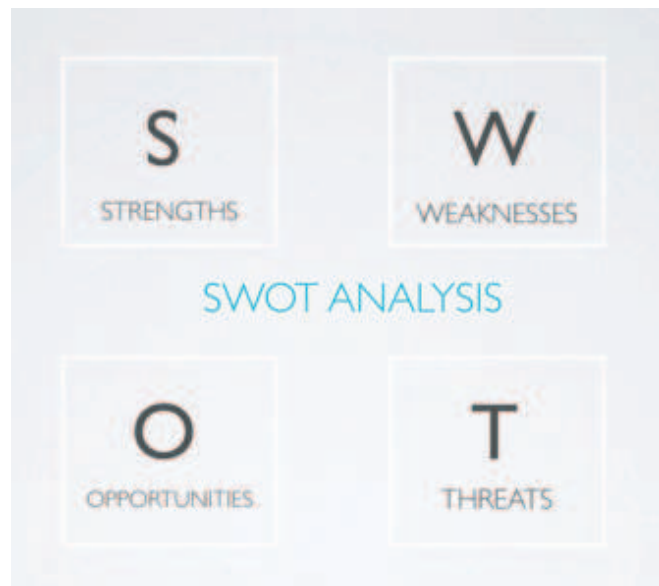 S
STRENGTHS
W
WEAKNESSES
SWOT ANALYSIS
O
OPPORTUNITIES
T
THREATS